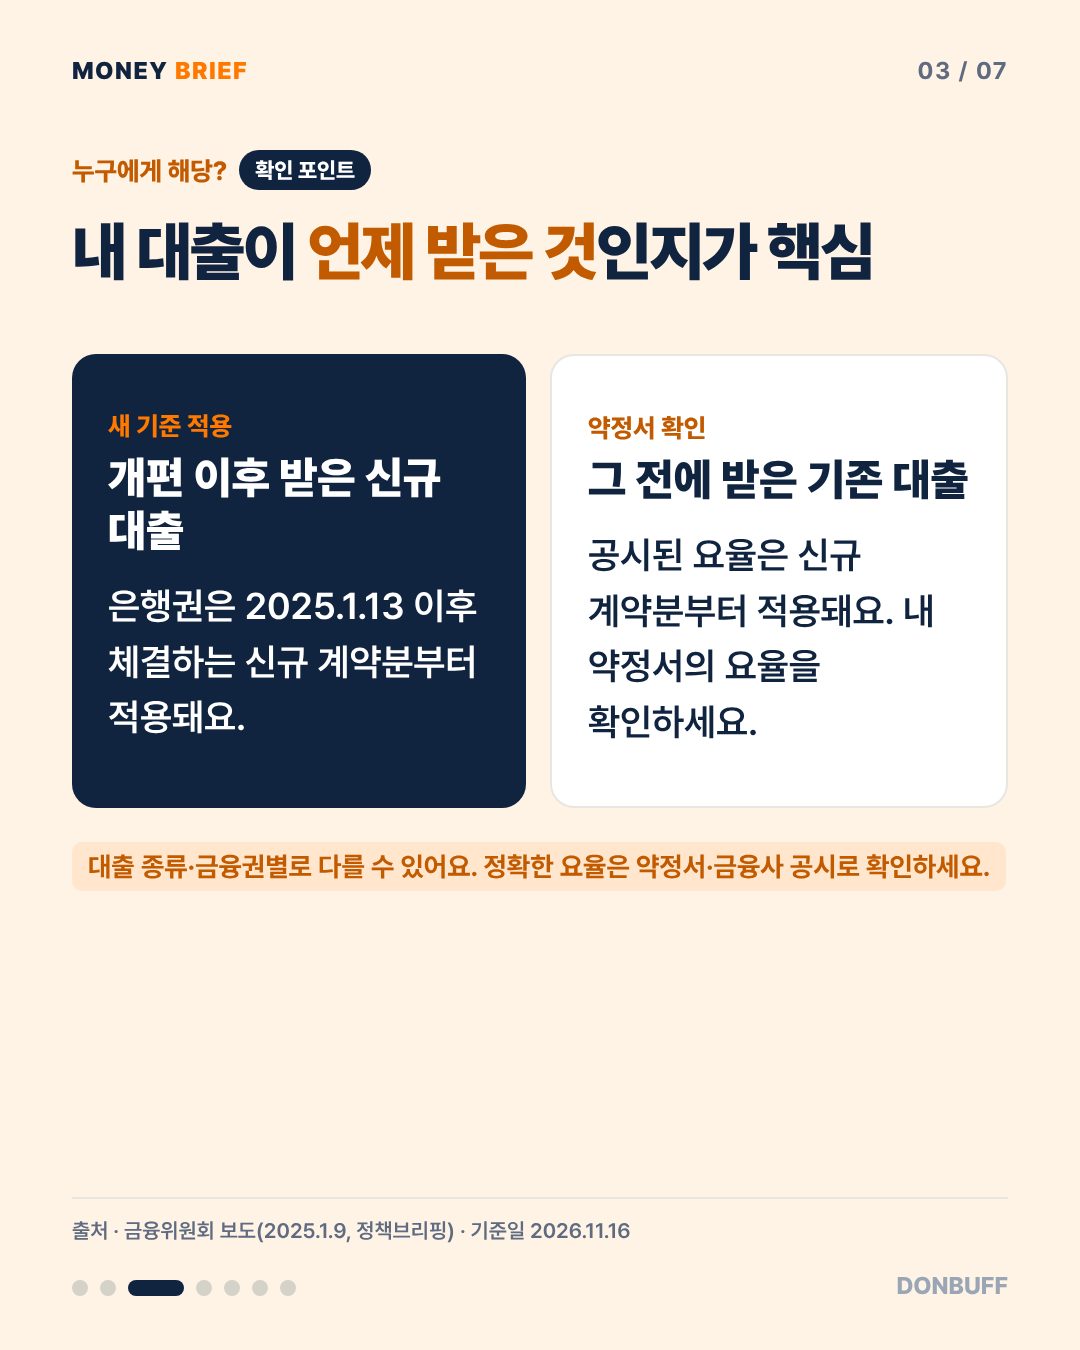 MONEY BRIEF
03 / 07
누구에게 해당? 확인 포인트
내 대출이 언제 받은 것인지가 핵심
새 기준 적용
개편 이후 받은 신규
대출
은행권은 2025.1.13 이후
체결하는 신규 계약분부터
적용돼요.
약정서 확인
그 전에 받은 기존 대출
공시된 요율은 신규
계약분부터 적용돼요. 내
약정서의 요율을
확인하세요.
대출 종류·금융권별로 다를 수 있어요. 정확한 요율은 약정서·금융사 공시로 확인하세요.
출처 · 금융위원회 보도(2025.1.9, 정책브리핑) · 기준일 2026.11.16
DONBUFF